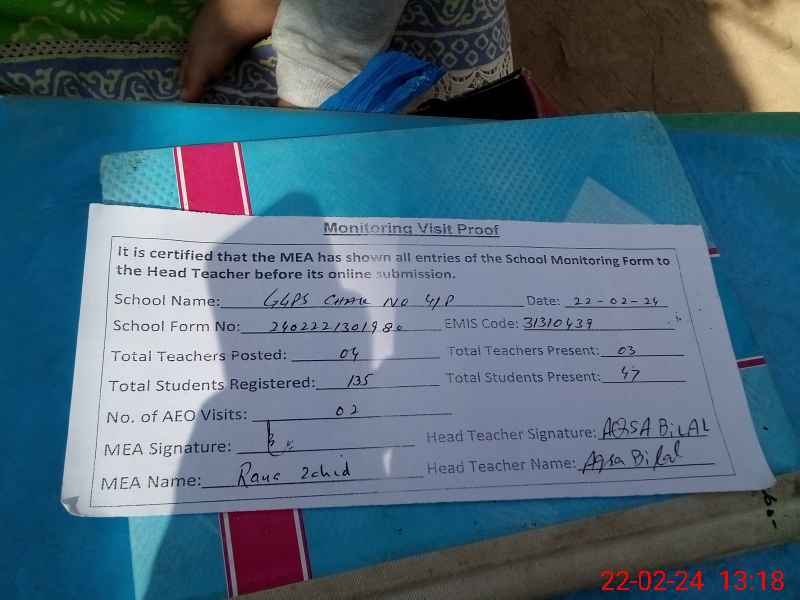 Monitoring Visit Proof
It is certified that the MEA has shown all entries of the School Monitoring Form to
the Head Teacher before its online submission.
School Name: GGPS CHAK NO 4/P Date: 22-02-24
School Form No: 2402221301980 EMIS Code: 31310439
Total Teachers Posted: 04 Total Teachers Present: 03
Total Students Registered: 135 Total Students Present: 47
No. of AEO Visits: 02
MEA Signature: Head Teacher Signature: AQSA BiLAL
MEA Name: Rana Head Teacher Name: Aqsa Bilal
22-02-24 13:18